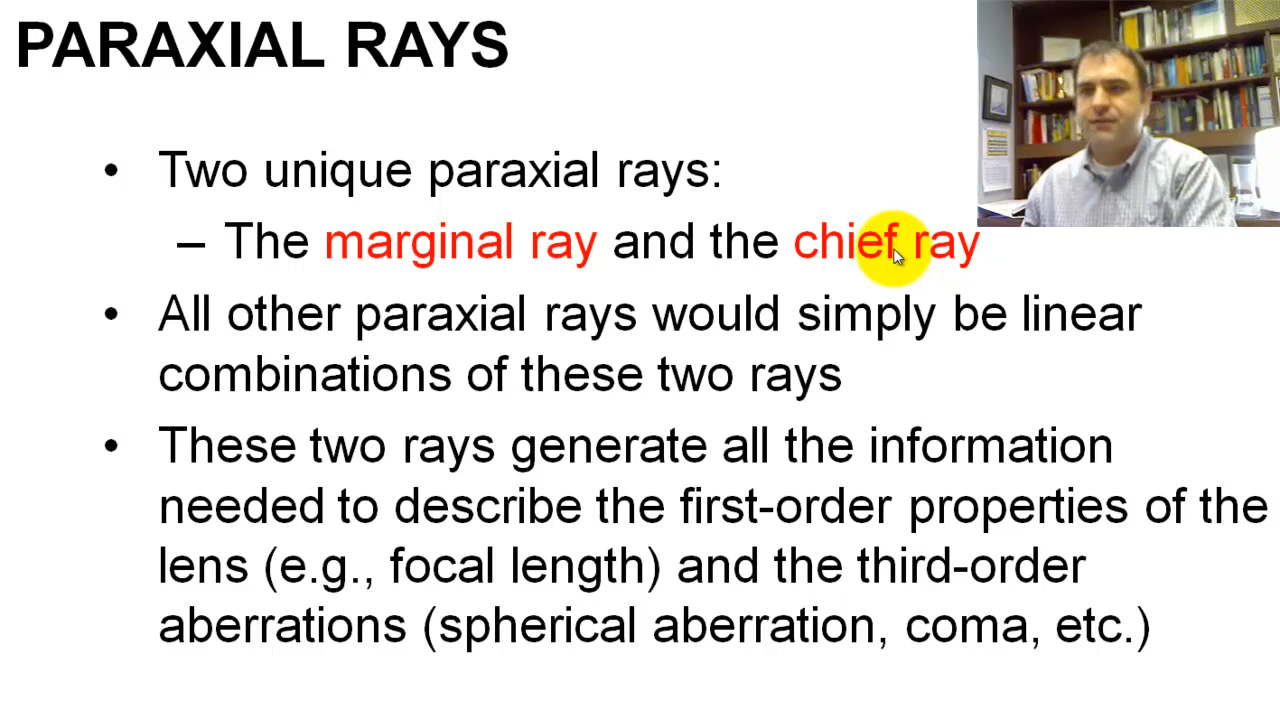 PARAXIAL RAYS
• Two unique paraxial rays:
– The marginal ray and the chief ray
• All other paraxial rays would simply be linear
combinations of these two rays
• These two rays generate all the information
needed to describe the first-order properties of the
lens (e.g., focal length) and the third-order
aberrations (spherical aberration, coma, etc.)